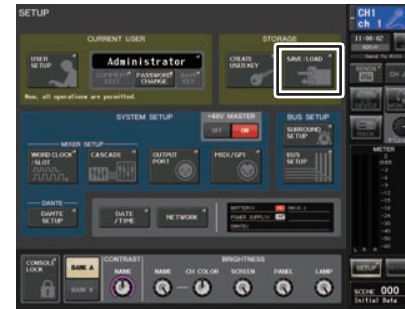 SETUP
CH1
ch 1
CURRENT USER
STORAGE
USER SETUP
Administrator
COMMENT EDIT
PASSWORD CHANGE
SAVE KEY
CREATE USER KEY
SAVE/LOAD
Now, all operations are permitted.
SYSTEM SETUP
+48V MASTER
OFF
ON
BUS SETUP
SURROUND SETUP
MIXER SETUP
WORD CLOCK /SLOT
CASCADE
OUTPUT PORT
MIDI/GPI
BUS SETUP
DANTE
DANTE SETUP
DATE /TIME
NETWORK
METER
OVER
CONSOLE LOCK
BANK A
BANK B
CONTRAST
NAME
BRIGHTNESS
NAME
CH COLOR
SCREEN
PANEL
LAMP
SETUP
SCENE 000
Initial Data